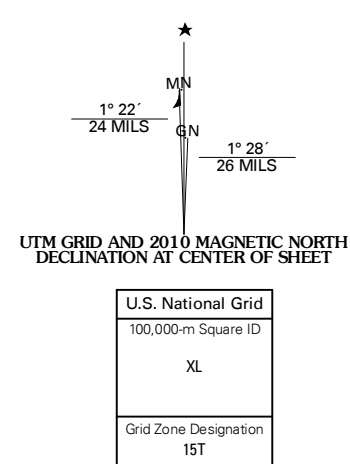 ★
MN
1° 22´
24 MILS
GN
1° 28´
26 MILS
UTM GRID AND 2010 MAGNETIC NORTH
DECLINATION AT CENTER OF SHEET
U.S. National Grid
100,000-m Square ID
XL
Grid Zone Designation
15T